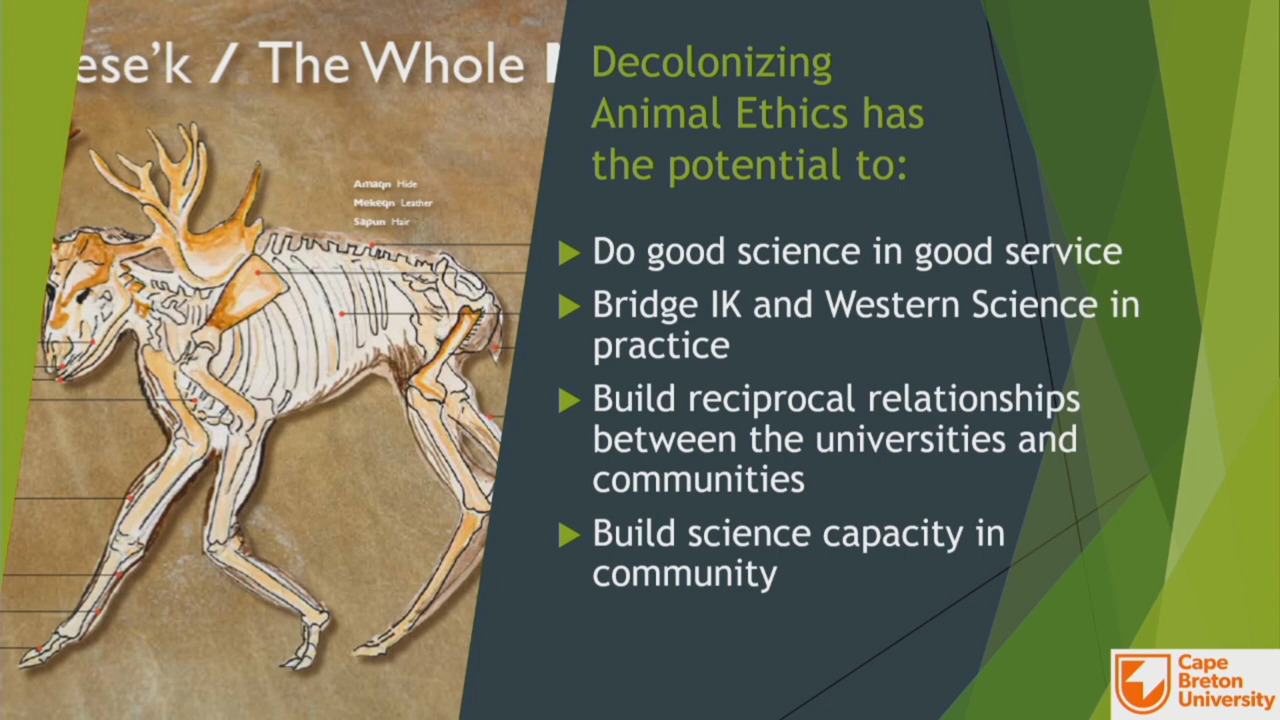 ese’k / The Whole
Amaqn Hide
Mekeqn Leather
Sapun Hair
Decolonizing
Animal Ethics has
the potential to:
Do good science in good service
Bridge IK and Western Science in
practice
Build reciprocal relationships
between the universities and
communities
Build science capacity in
community
Cape
Breton
University